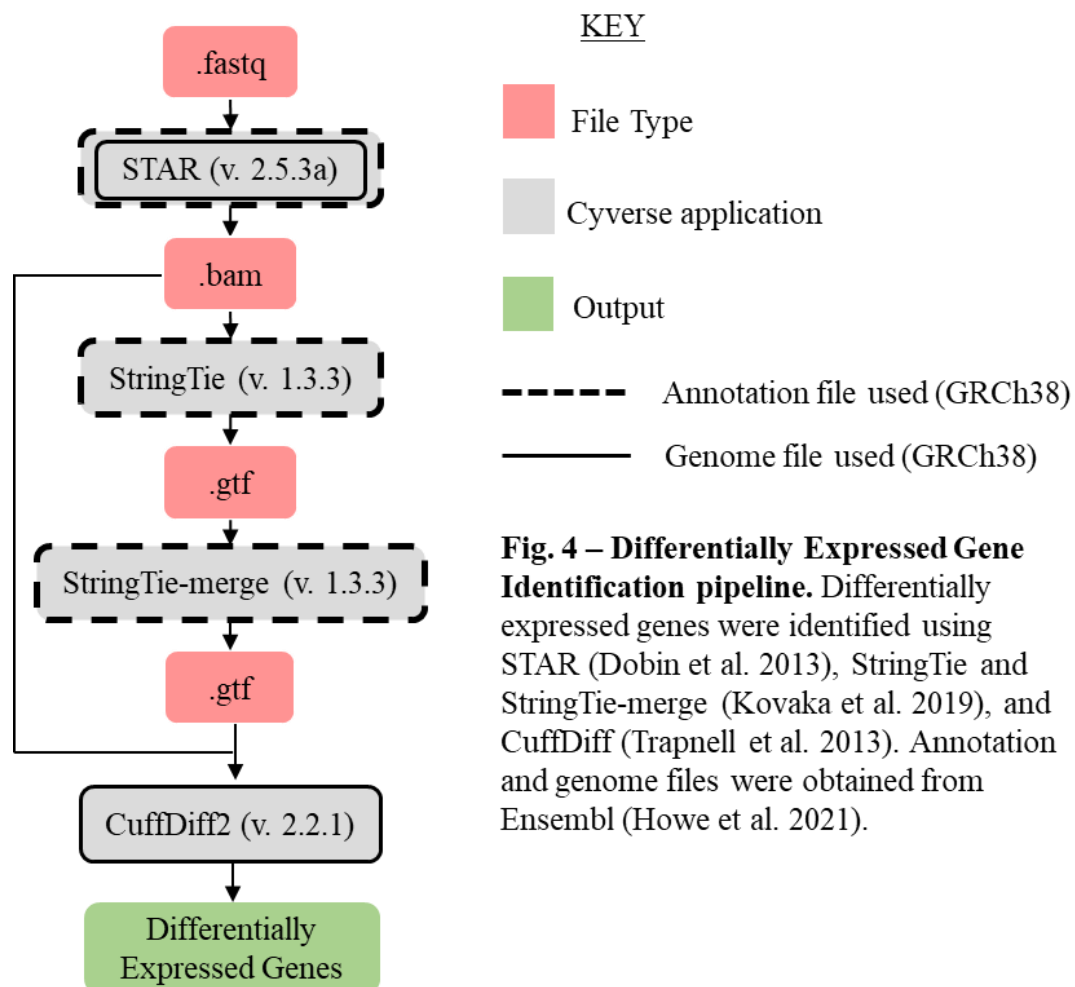 .fastq
STAR (v. 2.5.3a)
.bam
StringTie (v. 1.3.3)
.gtf
StringTie-merge (v. 1.3.3)
.gtf
CuffDiff2 (v. 2.2.1)
Differentially
Expressed Genes
KEY
File Type
Cyverse application
Output
Annotation file used (GRCh38)
Genome file used (GRCh38)
Fig. 4 – Differentially Expressed Gene
Identification pipeline. Differentially
expressed genes were identified using
STAR (Dobin et al. 2013), StringTie and
StringTie-merge (Kovaka et al. 2019), and
CuffDiff (Trapnell et al. 2013). Annotation
and genome files were obtained from
Ensembl (Howe et al. 2021).